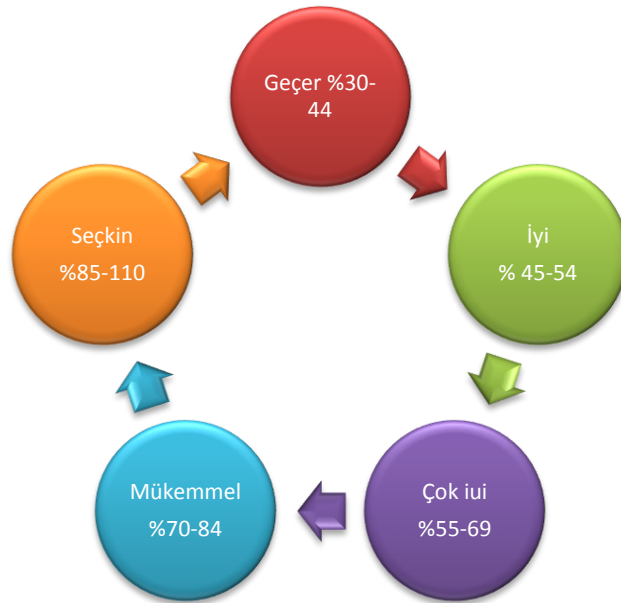 Geçer %30-
44
İyi
% 45-54
Çok iui
%55-69
Mükemmel
%70-84
Seçkin
%85-110